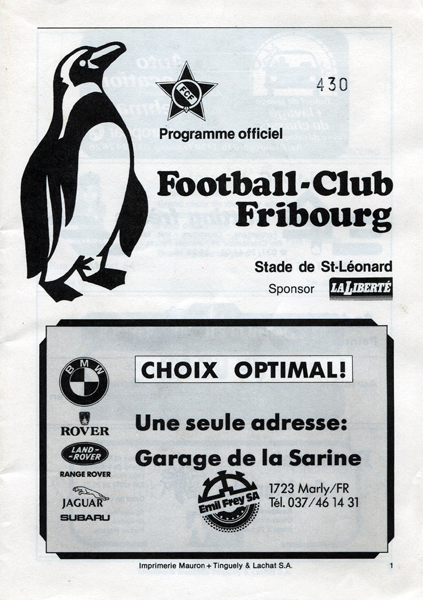 430
FCF
Programme officiel
Football-Club
Fribourg
Stade de St-Léonard
Sponsor LA LIBERTÉ
BMW
CHOIX OPTIMAL!
ROVER
Une seule adresse:
LAND-ROVER
Garage de la Sarine
RANGE ROVER
Emil Frey SA
1723 Marly/FR
JAGUAR
Tél. 037/46 14 31
SUBARU
Imprimerie Mauron + Tinguely & Lachat S.A.
1